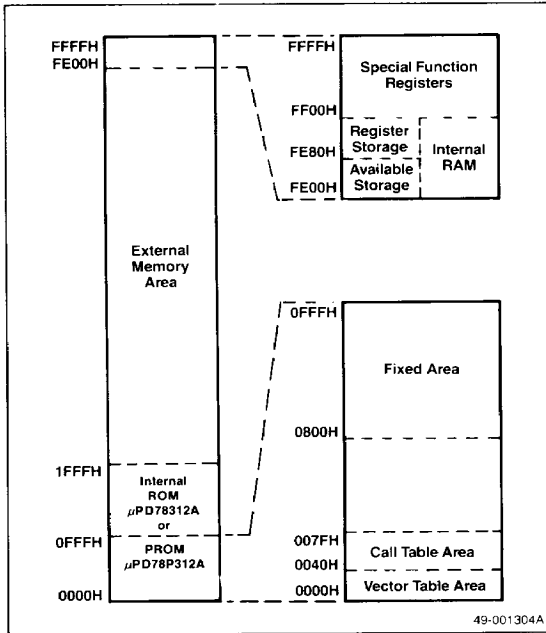 FFFFH
FE00H
External
Memory
Area
1FFFH
Internal
ROM
µPD78312A
or
0FFFH
PROM
µPD78P312A
0000H
FFFFH
Special Function
Registers
FF00H
Register
Storage
Internal
RAM
FE80H
Available
Storage
FE00H
0FFFH
Fixed Area
0800H
007FH
Call Table Area
0040H
0000H
Vector Table Area
49-001304A